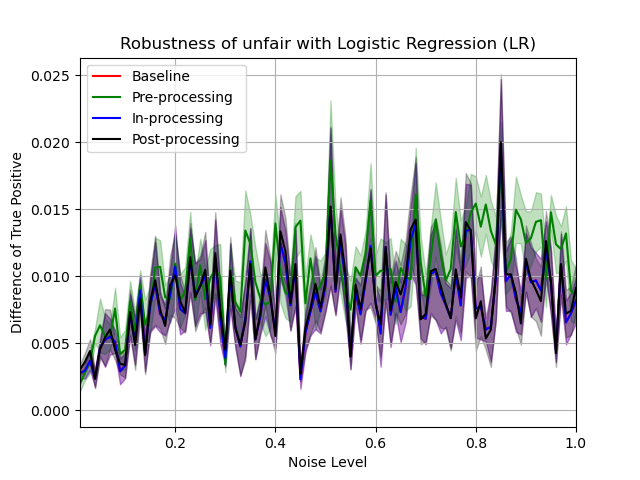 Robustness of unfair with Logistic Regression (LR)
Baseline
Pre-processing
In-processing
Post-processing
0.025
0.020
0.015
0.010
0.005
0.000
Difference of True Positive
0.2 0.4 0.6 0.8 1.0
Noise Level